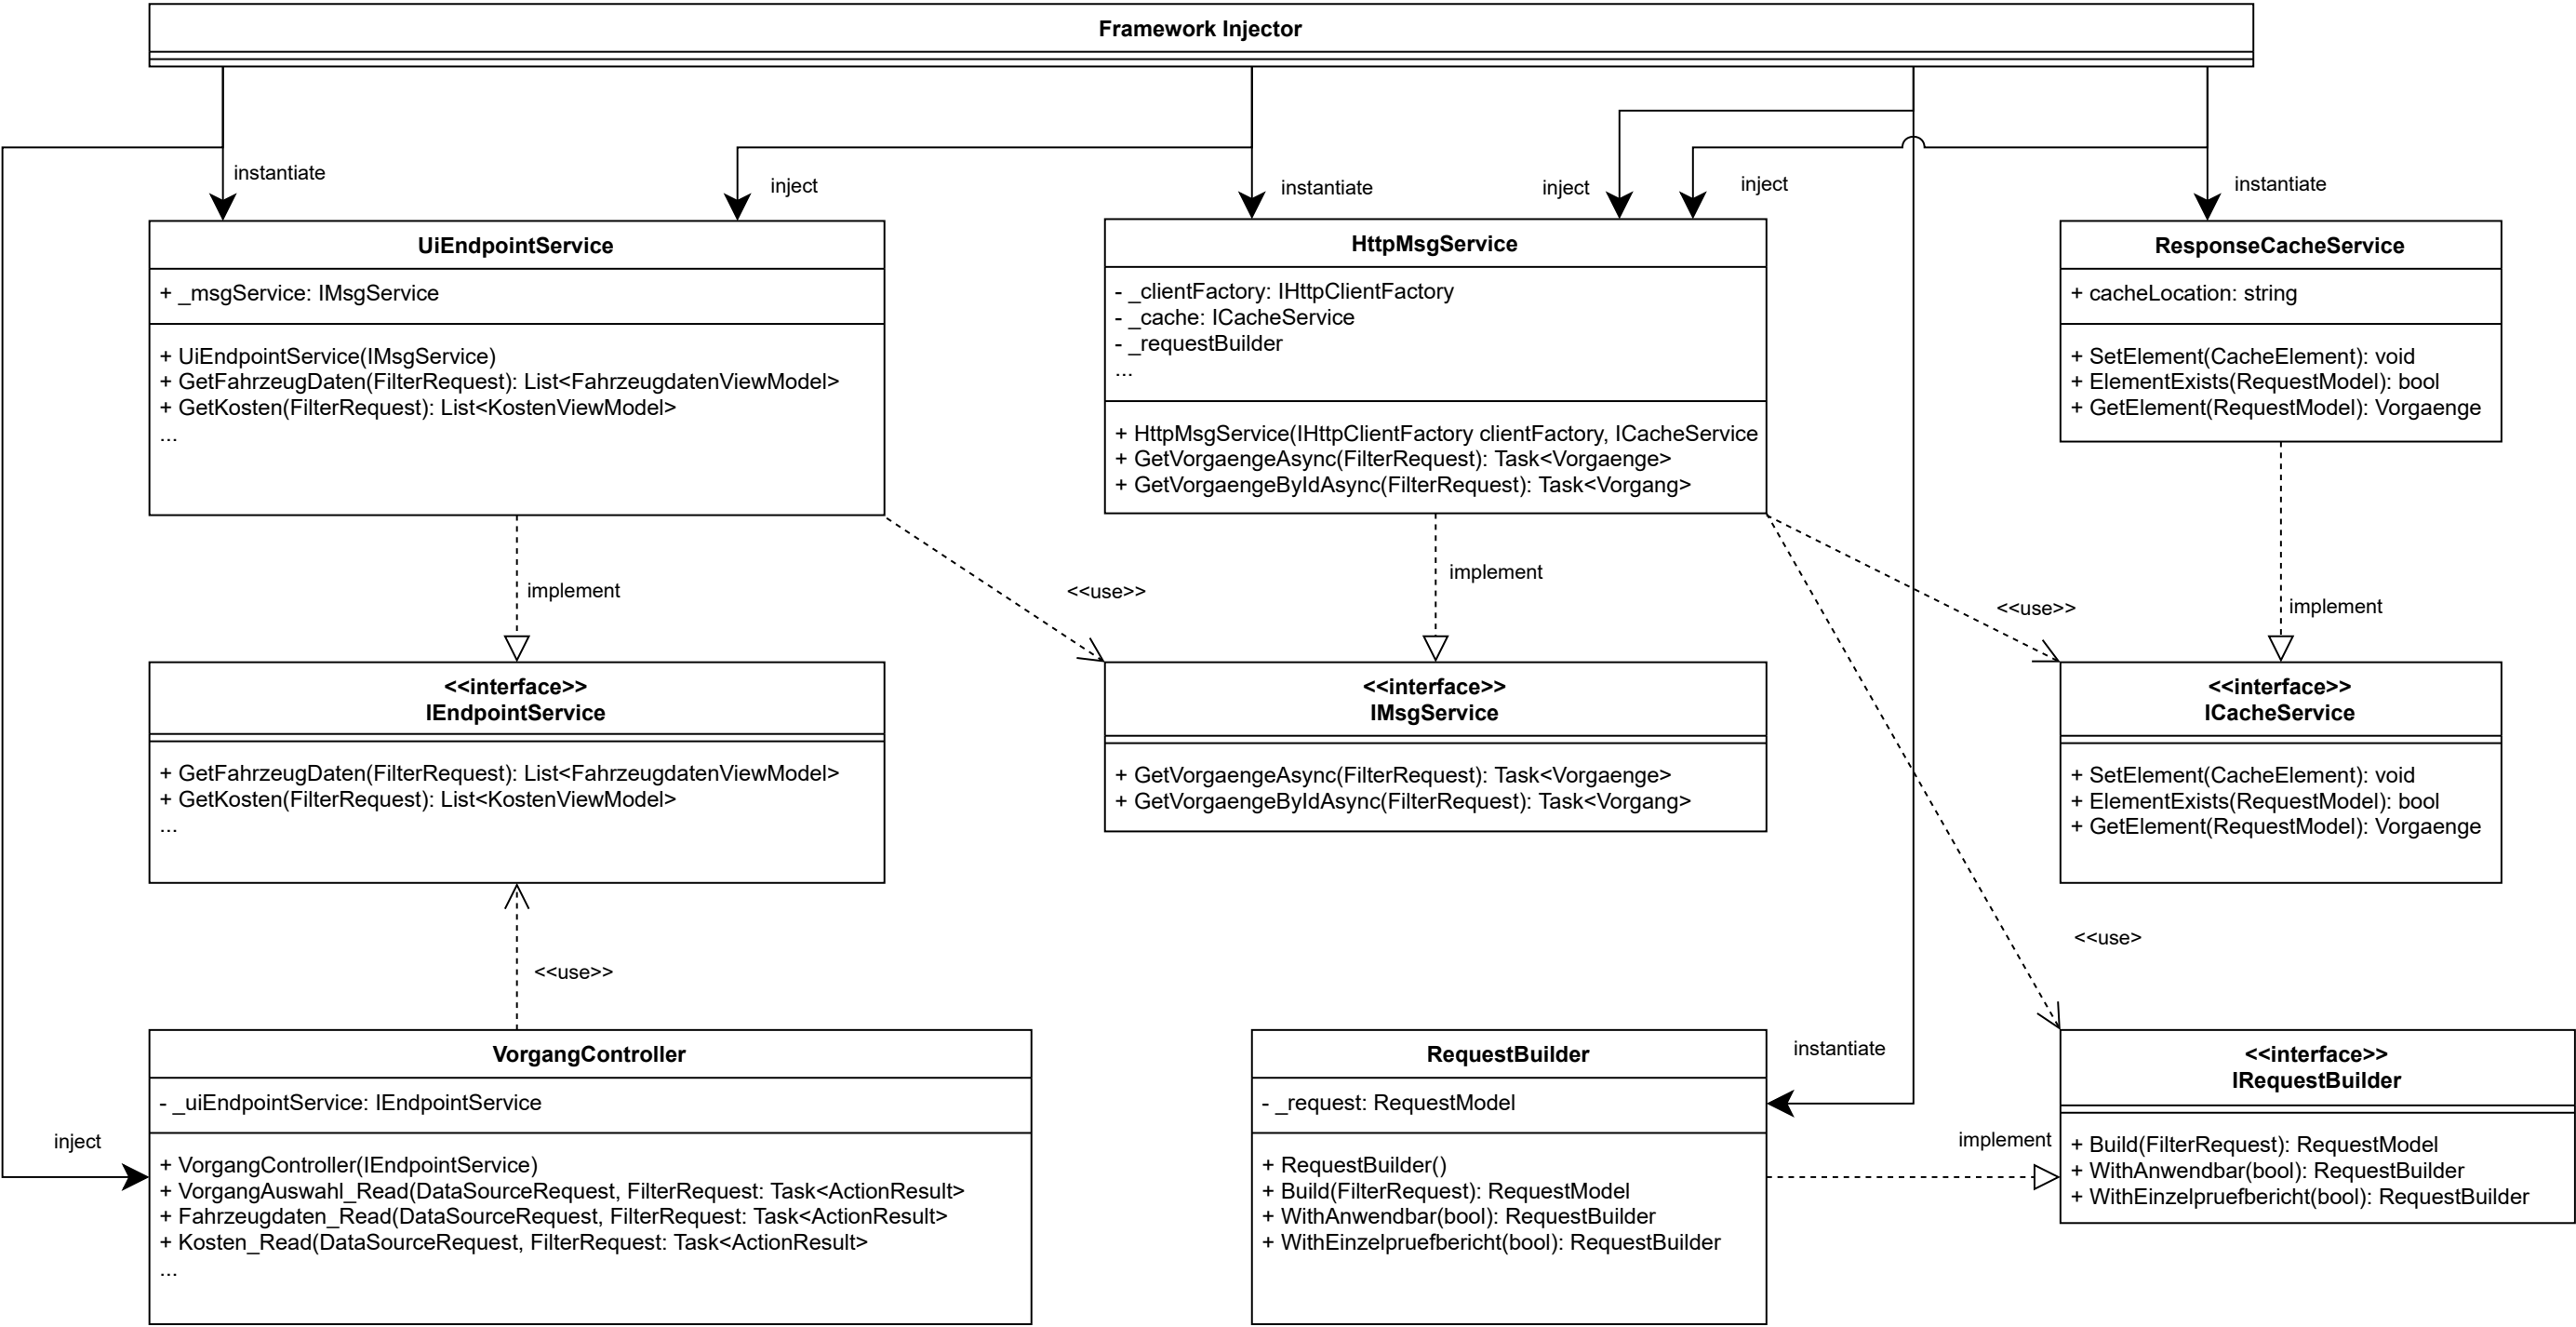 Framework Injector
instantiate
inject
instantiate
inject
inject
instantiate
UiEndpointService
+ _msgService: IMsgService
+ UiEndpointService(IMsgService)
+ GetFahrzeugDaten(FilterRequest): List<FahrzeugdatenViewModel>
+ GetKosten(FilterRequest): List<KostenViewModel>
...
HttpMsgService
- _clientFactory: IHttpClientFactory
- _cache: ICacheService
- _requestBuilder
...
+ HttpMsgService(IHttpClientFactory clientFactory, ICacheService
+ GetVorgaengeAsync(FilterRequest): Task<Vorgaenge>
+ GetVorgaengeByIdAsync(FilterRequest): Task<Vorgang>
ResponseCacheService
+ cacheLocation: string
+ SetElement(CacheElement): void
+ ElementExists(RequestModel): bool
+ GetElement(RequestModel): Vorgaenge
implement
<<use>>
implement
<<use>>
implement
<<interface>>
IEndpointService
+ GetFahrzeugDaten(FilterRequest): List<FahrzeugdatenViewModel>
+ GetKosten(FilterRequest): List<KostenViewModel>
...
<<interface>>
IMsgService
+ GetVorgaengeAsync(FilterRequest): Task<Vorgaenge>
+ GetVorgaengeByIdAsync(FilterRequest): Task<Vorgang>
<<interface>>
ICacheService
+ SetElement(CacheElement): void
+ ElementExists(RequestModel): bool
+ GetElement(RequestModel): Vorgaenge
<<use>>
<<use>
inject
VorgangController
- _uiEndpointService: IEndpointService
+ VorgangController(IEndpointService)
+ VorgangAuswahl_Read(DataSourceRequest, FilterRequest: Task<ActionResult>
+ Fahrzeugdaten_Read(DataSourceRequest, FilterRequest: Task<ActionResult>
+ Kosten_Read(DataSourceRequest, FilterRequest: Task<ActionResult>
...
RequestBuilder
- _request: RequestModel
+ RequestBuilder()
+ Build(FilterRequest): RequestModel
+ WithAnwendbar(bool): RequestBuilder
+ WithEinzelpruefbericht(bool): RequestBuilder
instantiate
implement
<<interface>>
IRequestBuilder
+ Build(FilterRequest): RequestModel
+ WithAnwendbar(bool): RequestBuilder
+ WithEinzelpruefbericht(bool): RequestBuilder